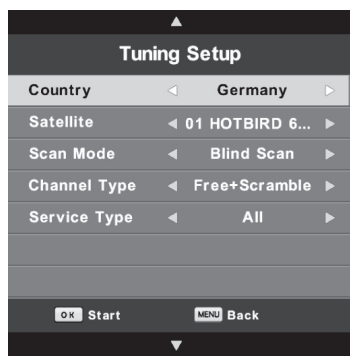 Tuning Setup
Country Germany
Satellite 01 HOTBIRD 6...
Scan Mode Blind Scan
Channel Type Free+Scramble
Service Type All
OK Start MENU Back